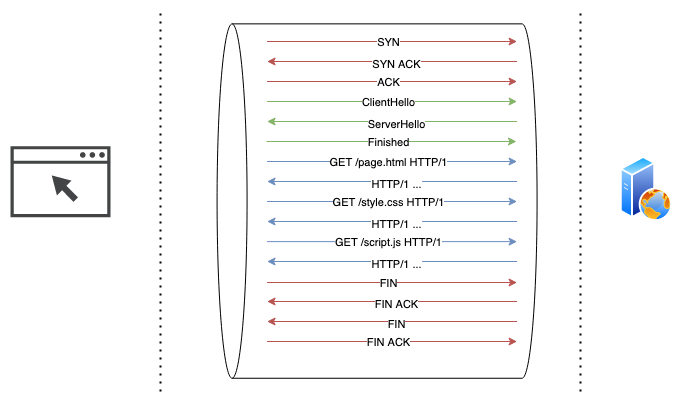 SYN
SYN ACK
ACK
ClientHello
ServerHello
Finished
GET /page.html HTTP/1
HTTP/1 ...
GET /style.css HTTP/1
HTTP/1 ...
GET /script.js HTTP/1
HTTP/1 ...
FIN
FIN ACK
FIN
FIN ACK